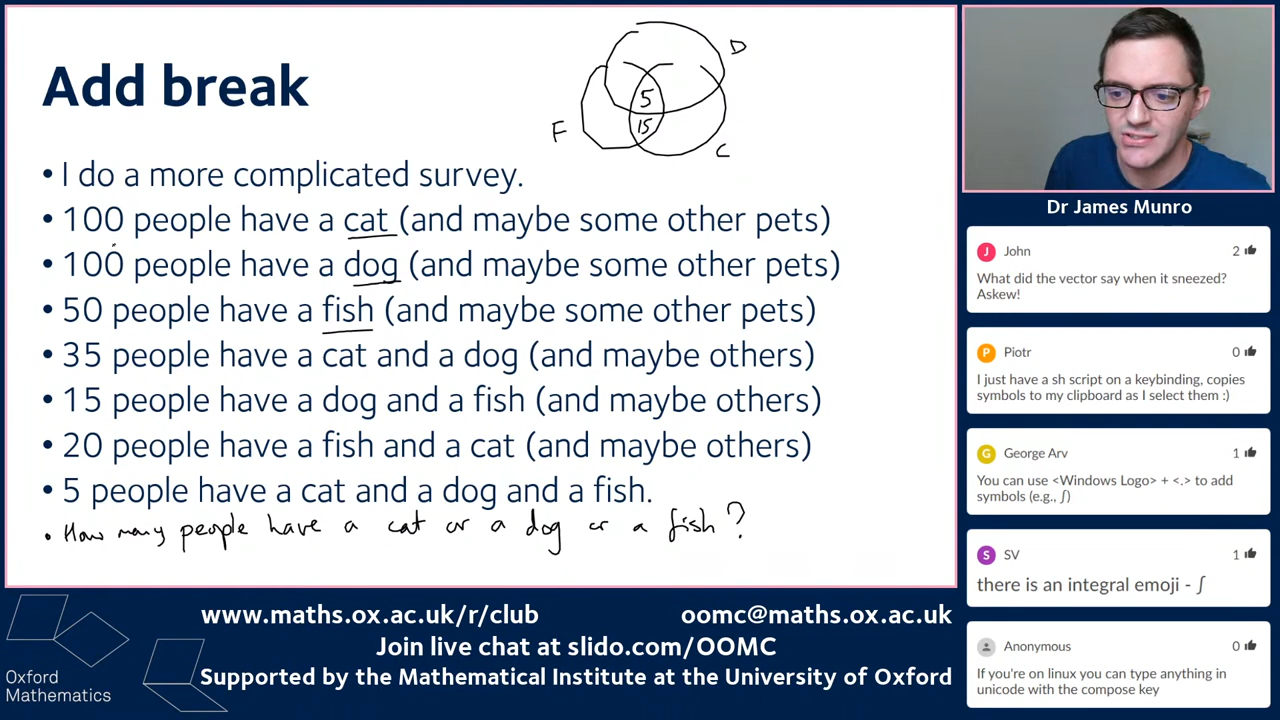 Add break
D
5
15
F
C
• I do a more complicated survey.
• 100 people have a cat (and maybe some other pets)
• 100 people have a dog (and maybe some other pets)
• 50 people have a fish (and maybe some other pets)
• 35 people have a cat and a dog (and maybe others)
• 15 people have a dog and a fish (and maybe others)
• 20 people have a fish and a cat (and maybe others)
• 5 people have a cat and a dog and a fish.
• How many people have a cat or a dog or a fish?
Dr James Munro
J John 2
What did the vector say when it sneezed?
Askew!
P Piotr 0
I just have a sh script on a keybinding, copies
symbols to my clipboard as I select them :)
G George Arv 1
You can use <Windows Logo> + <.> to add
symbols (e.g., ∫)
S SV 1
there is an integral emoji - ∫
Anonymous 0
If you're on linux you can type anything in
unicode with the compose key
Oxford
Mathematics
www.maths.ox.ac.uk/r/club oomc@maths.ox.ac.uk
Join live chat at slido.com/OOMC
Supported by the Mathematical Institute at the University of Oxford